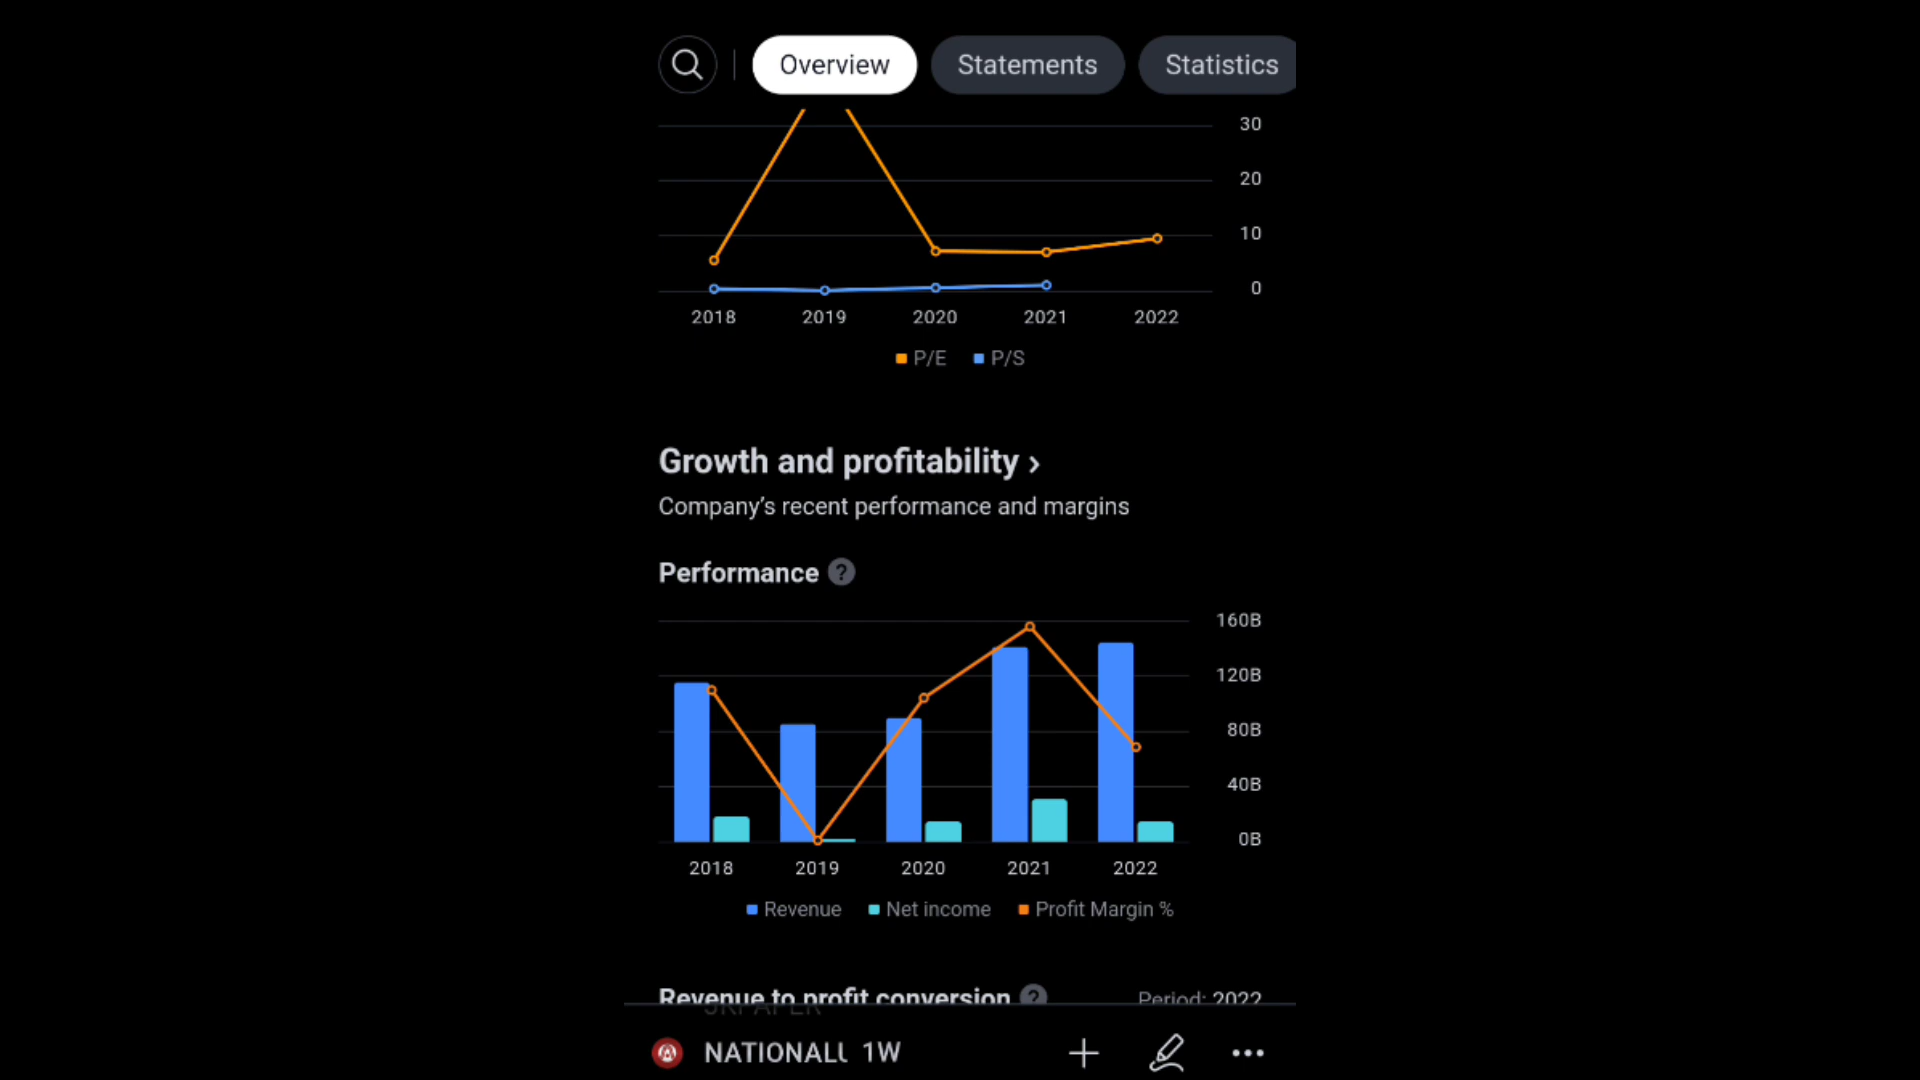 Overview Statements Statistics
30
20
10
0
2018 2019 2020 2021 2022
P/E P/S
Growth and profitability ›
Company's recent performance and margins
Performance ?
160B
120B
80B
40B
0B
2018 2019 2020 2021 2022
Revenue Net income Profit Margin %
Revenue to profit conversion ? Period: 2022
NATIONALU 1W